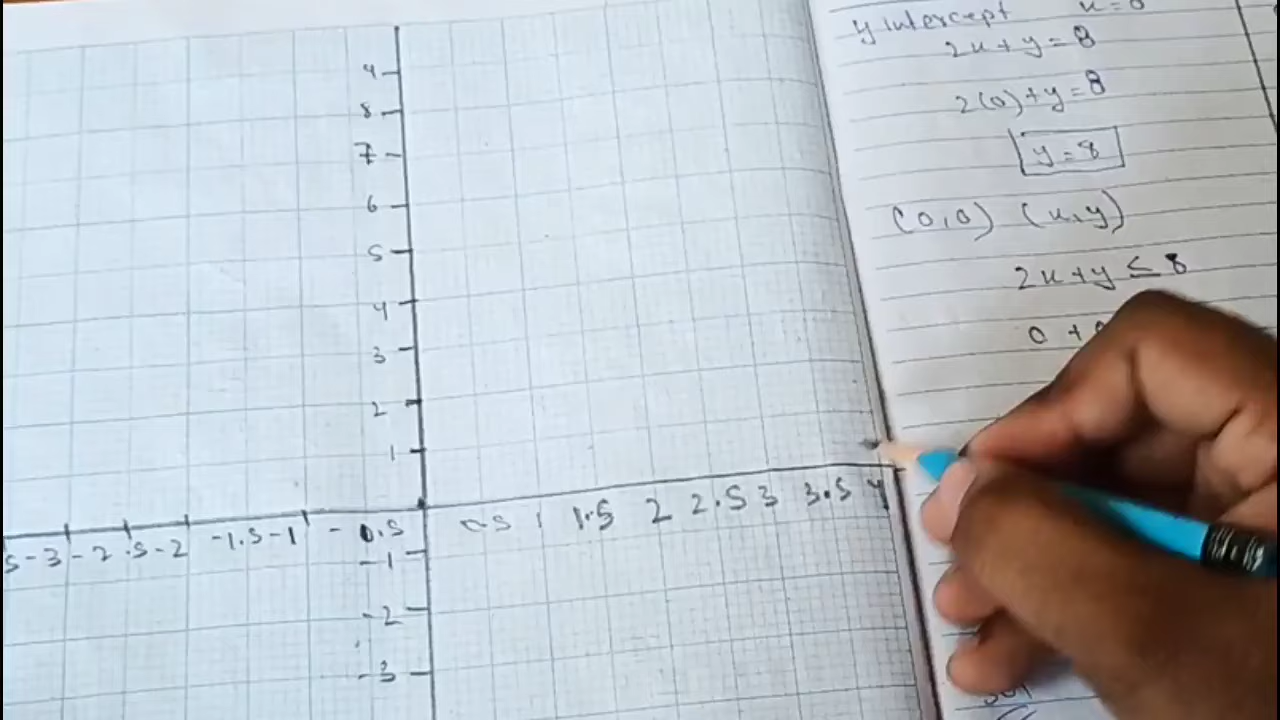 4
8
7
6
5
4
3
2
1
-3 -2.5 -2 -1.5 -1 -0.5 0.5 1 1.5 2 2.5 3 3.5 4
-1
-2
-3
y intercept x=0
2x+y=8
2(0)+y=8
y=8
(0,0) (x,y)
2x+y≤8
0+